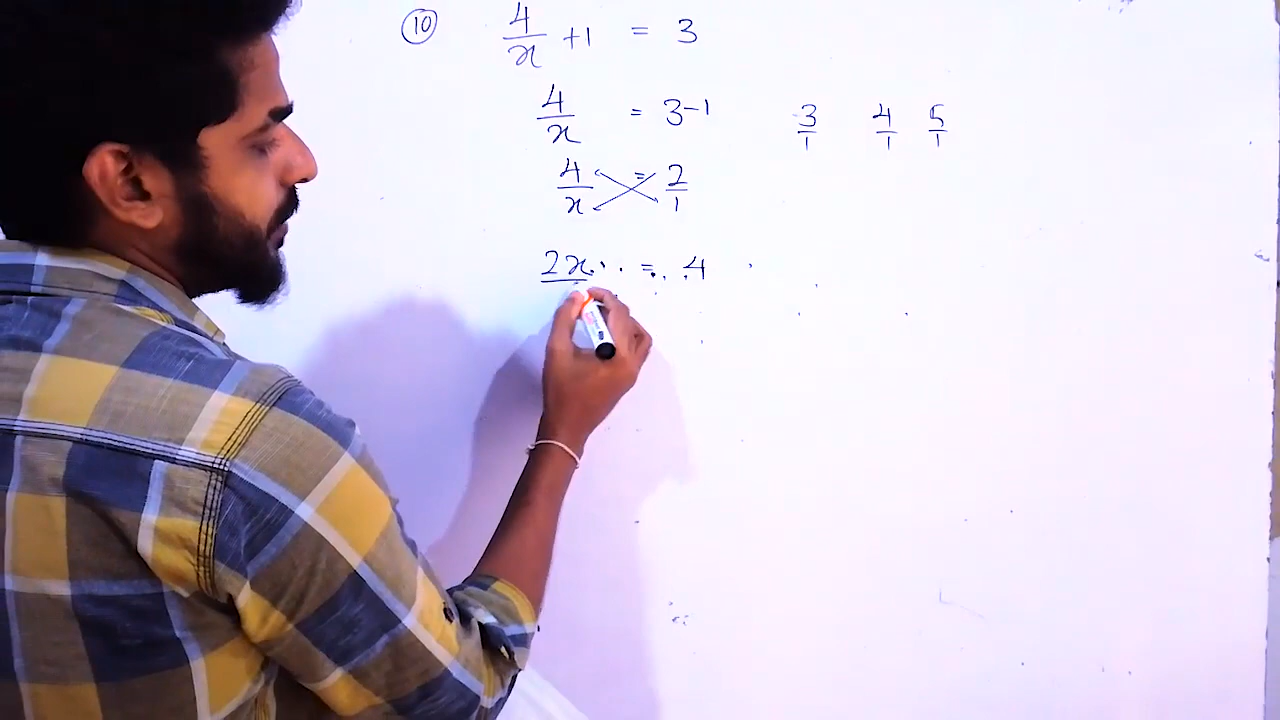 ⑩ 4/x + 1 = 3
4/x = 3 - 1 3/1 4/1 5/1
4/x = 2/1
2x = 4